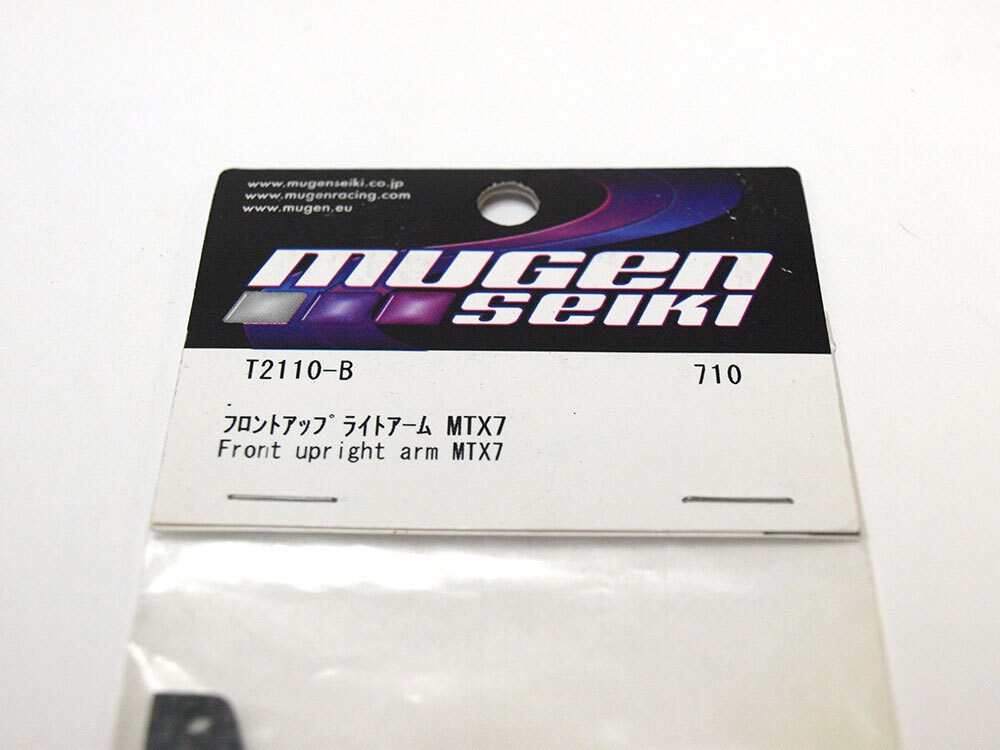 www.mugenseiki.co.jp
www.mugenracing.com
www.mugen.eu
mugen
seiki
T2110-B 710
フロントアップライトアーム MTX7
Front upright arm MTX7